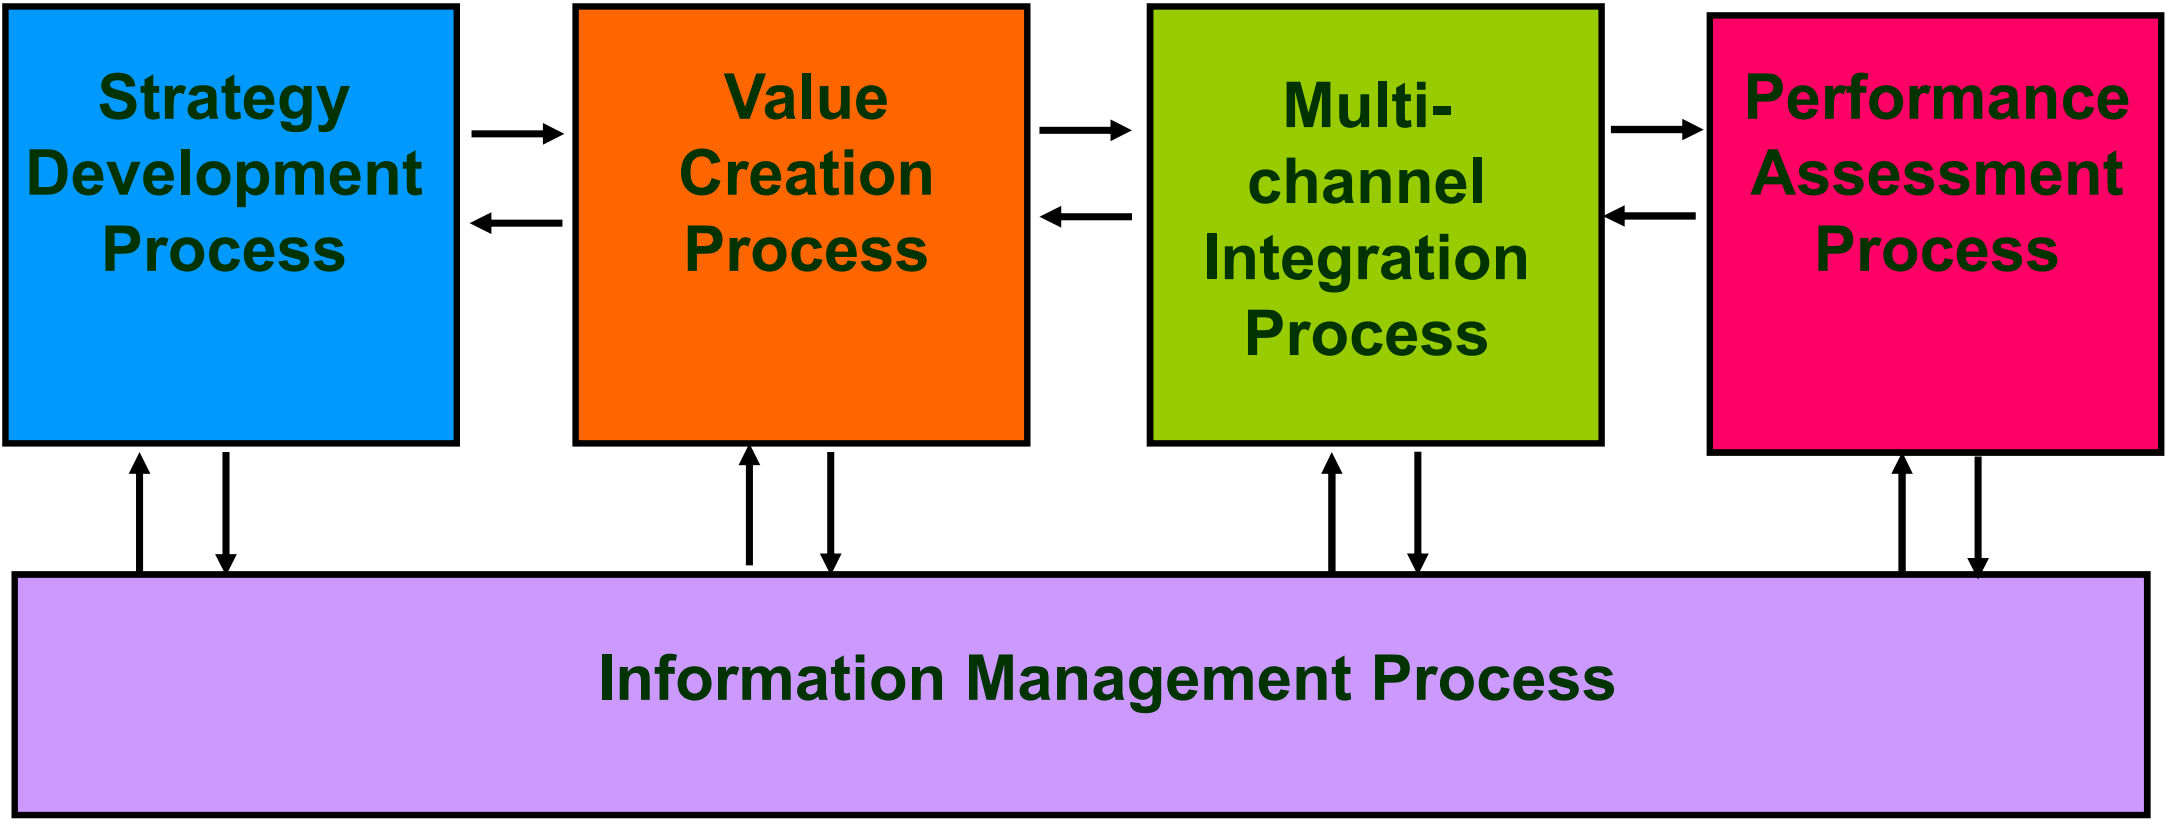 Strategy
Development
Process
Value
Creation
Process
Multi-
channel
Integration
Process
Performance
Assessment
Process
Information Management Process